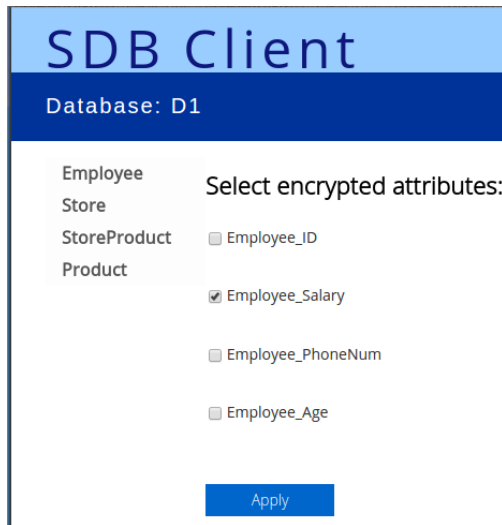 SDB Client
Database: D1
Employee
Store
StoreProduct
Product
Select encrypted attributes:
Employee_ID
Employee_Salary
Employee_PhoneNum
Employee_Age
Apply